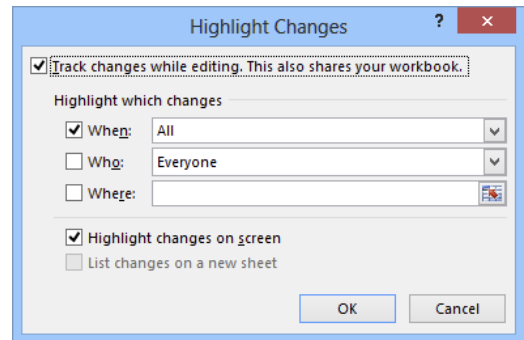 Highlight Changes ?
Track changes while editing. This also shares your workbook.
Highlight which changes
When: All
Who: Everyone
Where:
Highlight changes on screen
List changes on a new sheet
OK Cancel